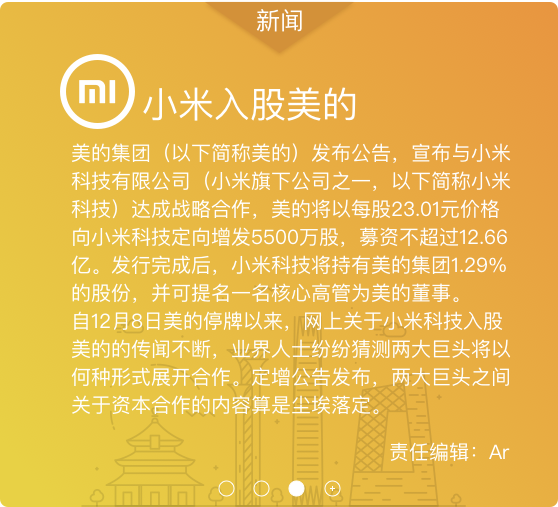 新闻
小米入股美的
美的集团（以下简称美的）发布公告，宣布与小米
科技有限公司（小米旗下公司之一，以下简称小米
科技）达成战略合作，美的将以每股23.01元价格
向小米科技定向增发5500万股，募资不超过12.66
亿。发行完成后，小米科技将持有美的集团1.29%
的股份，并可提名一名核心高管为美的董事。
自12月8日美的停牌以来，网上关于小米科技入股
美的的传闻不断，业界人士纷纷猜测两大巨头将以
何种形式展开合作。定增公告发布，两大巨头之间
关于资本合作的内容算是尘埃落定。
责任编辑：Ar